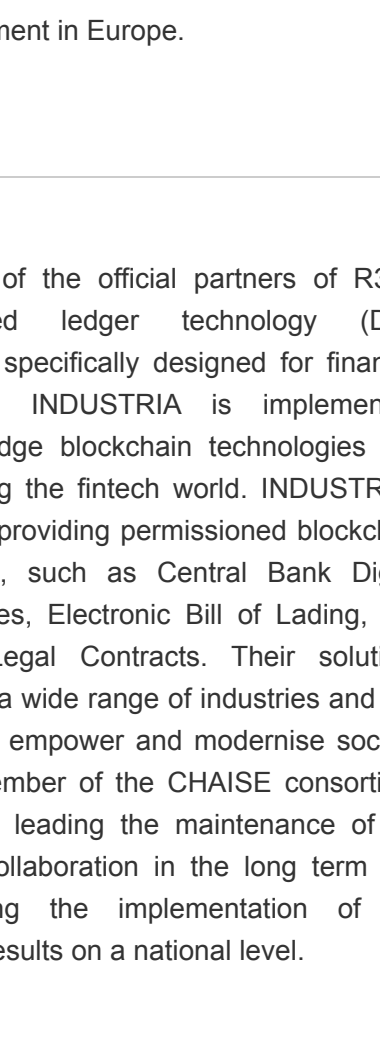 ment in Europe.
of the official partners of R3
ed ledger technology (D
specifically designed for finan
INDUSTRIA is implemen
dge blockchain technologies
g the fintech world. INDUSTR
providing permissioned blockch
, such as Central Bank Dig
es, Electronic Bill of Lading,
Legal Contracts. Their soluti
a wide range of industries and
empower and modernise soc
ember of the CHAISE consorti
leading the maintenance of
ollaboration in the long term
ng the implementation of
esults on a national level.